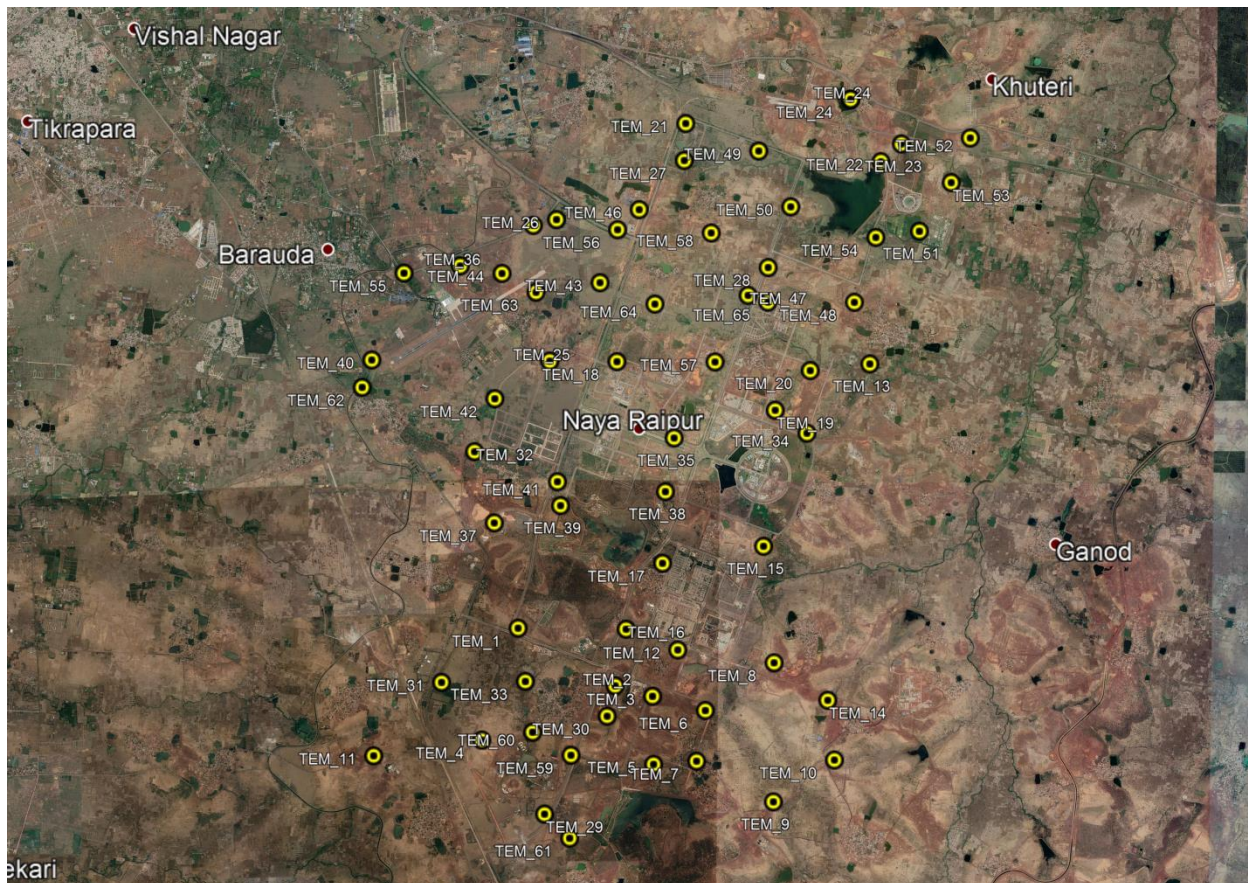 Vishal Nagar
Khuteri
TEM_24
TEM_24
Tikrapara
TEM_21
TEM_49
TEM_52
TEM_22
TEM_23
TEM_27
TEM_53
TEM_50
TEM_46
TEM_26
TEM_56
TEM_58
TEM_54
TEM_51
Barauda
TEM_36
TEM_44
TEM_55
TEM_28
TEM_43
TEM_63
TEM_47
TEM_64
TEM_65
TEM_48
TEM_25
TEM_40
TEM_18
TEM_57
TEM_20
TEM_13
TEM_62
TEM_42
Naya Raipur
TEM_19
TEM_34
TEM_32
TEM_35
TEM_41
TEM_38
TEM_39
TEM_37
Ganod
TEM_15
TEM_17
TEM_1
TEM_16
TEM_12
TEM_8
TEM_2
TEM_31
TEM_33
TEM_3
TEM_6
TEM_14
TEM_30
TEM_60
TEM_4
TEM_11
TEM_59
TEM_5
TEM_7
TEM_10
TEM_29
TEM_9
TEM_61
ekari